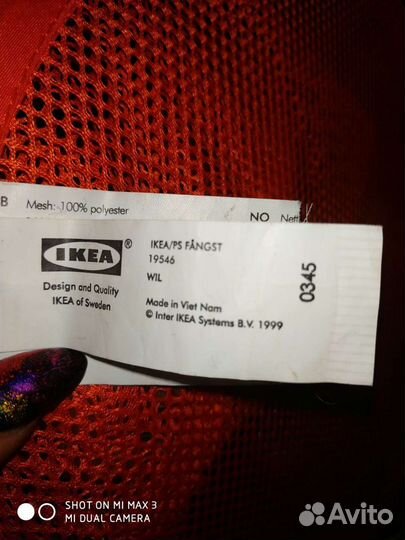 B Mesh: 100% polyester NO Nett
IKEA ®
Design and Quality
IKEA of Sweden
IKEA/PS FÅNGST
19546
WIL
Made in Viet Nam
© Inter IKEA Systems B.V. 1999
0345
SHOT ON MI MAX 3
MI DUAL CAMERA
Avito